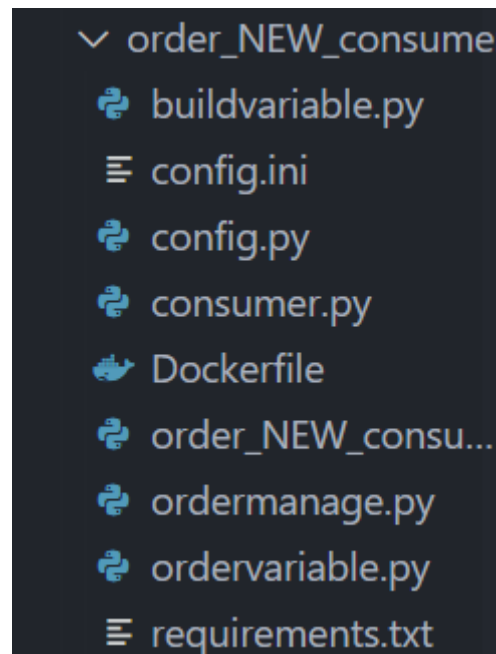 order_NEW_consume
buildvariable.py
config.ini
config.py
consumer.py
Dockerfile
order_NEW_consu...
ordermanage.py
ordervariable.py
requirements.txt